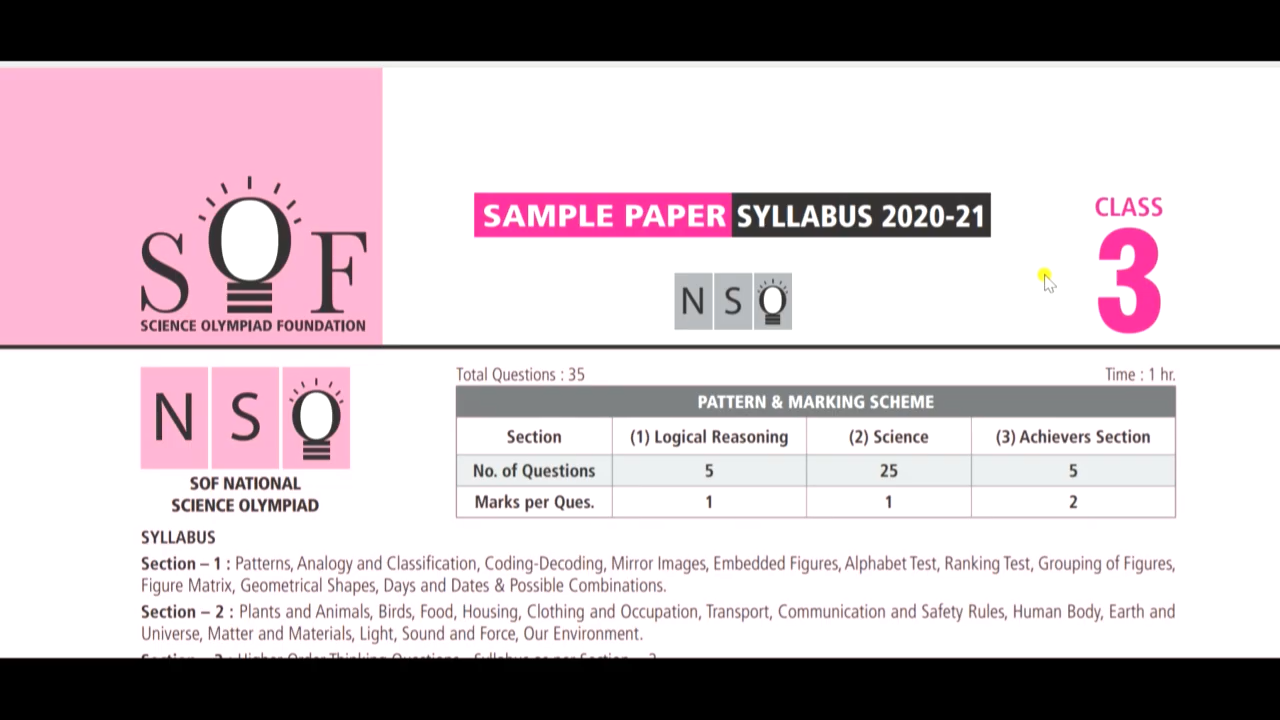 SOF
SCIENCE OLYMPIAD FOUNDATION
SAMPLE PAPER SYLLABUS 2020-21
NSO
CLASS
3
NSO
SOF NATIONAL
SCIENCE OLYMPIAD
Total Questions : 35 Time : 1 hr.
PATTERN & MARKING SCHEME
Section (1) Logical Reasoning (2) Science (3) Achievers Section
No. of Questions 5 25 5
Marks per Ques. 1 1 2
SYLLABUS
Section – 1 : Patterns, Analogy and Classification, Coding-Decoding, Mirror Images, Embedded Figures, Alphabet Test, Ranking Test, Grouping of Figures,
Figure Matrix, Geometrical Shapes, Days and Dates & Possible Combinations.
Section – 2 : Plants and Animals, Birds, Food, Housing, Clothing and Occupation, Transport, Communication and Safety Rules, Human Body, Earth and
Universe, Matter and Materials, Light, Sound and Force, Our Environment.